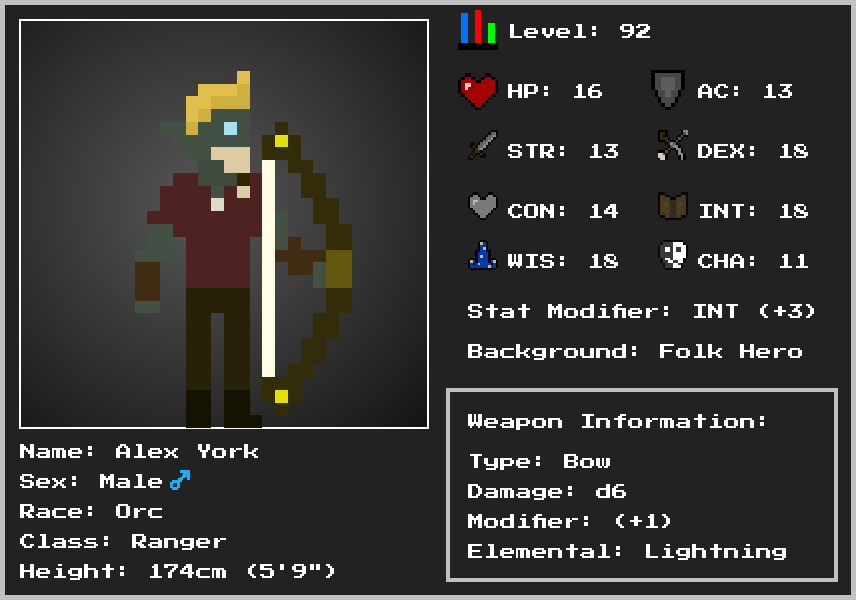 Level: 92
HP: 16 AC: 13
STR: 13 DEX: 18
CON: 14 INT: 18
WIS: 18 CHA: 11
Stat Modifier: INT (+3)
Background: Folk Hero
Weapon Information:
Type: Bow
Damage: d6
Modifier: (+1)
Elemental: Lightning
Name: Alex York
Sex: Male ♂
Race: Orc
Class: Ranger
Height: 174cm (5'9")